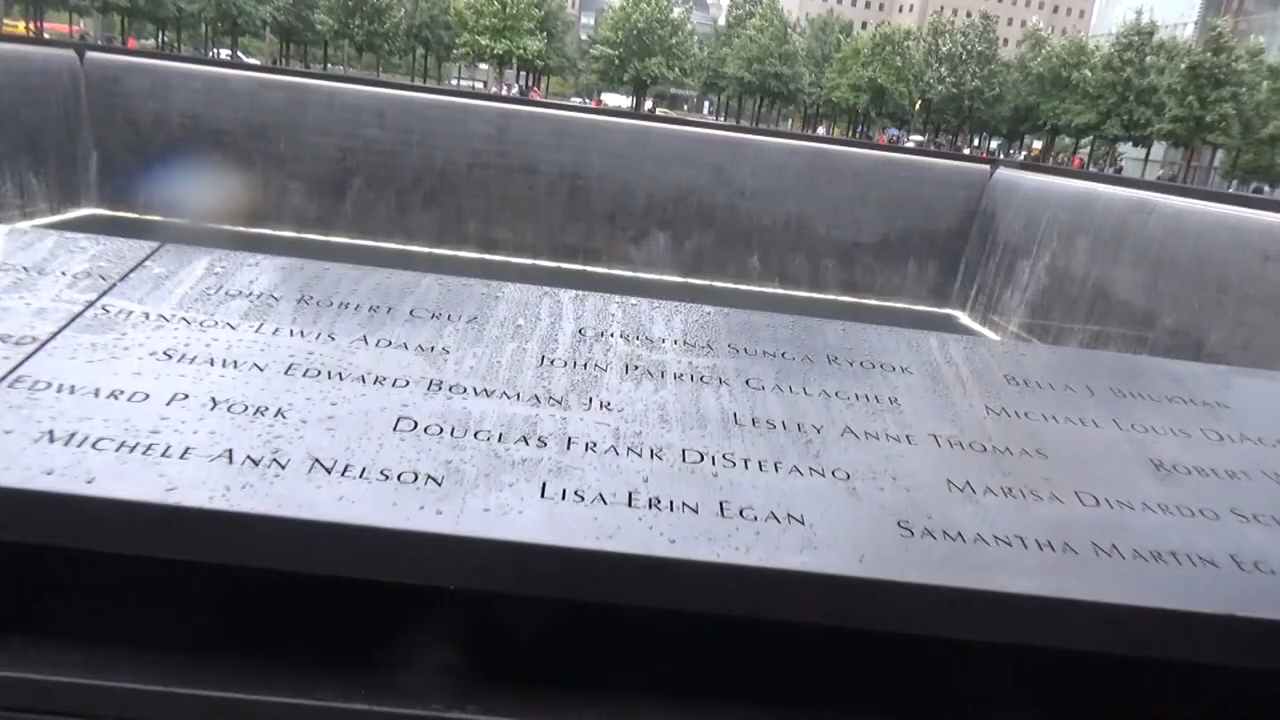 JOHN ROBERT CRUZ
CHRISTINA SUNGA RYOOK
BELLA J. BHUKHAN
SHANNON LEWIS ADAMS
JOHN PATRICK GALLAGHER
MICHAEL LOUIS
SHAWN EDWARD BOWMAN JR.
LESLEY ANNE THOMAS
ROBERT
EDWARD P. YORK
DOUGLAS FRANK DISTEFANO
MARISA DINARDO
MICHELE ANN NELSON
LISA ERIN EGAN
SAMANTHA MARTIN